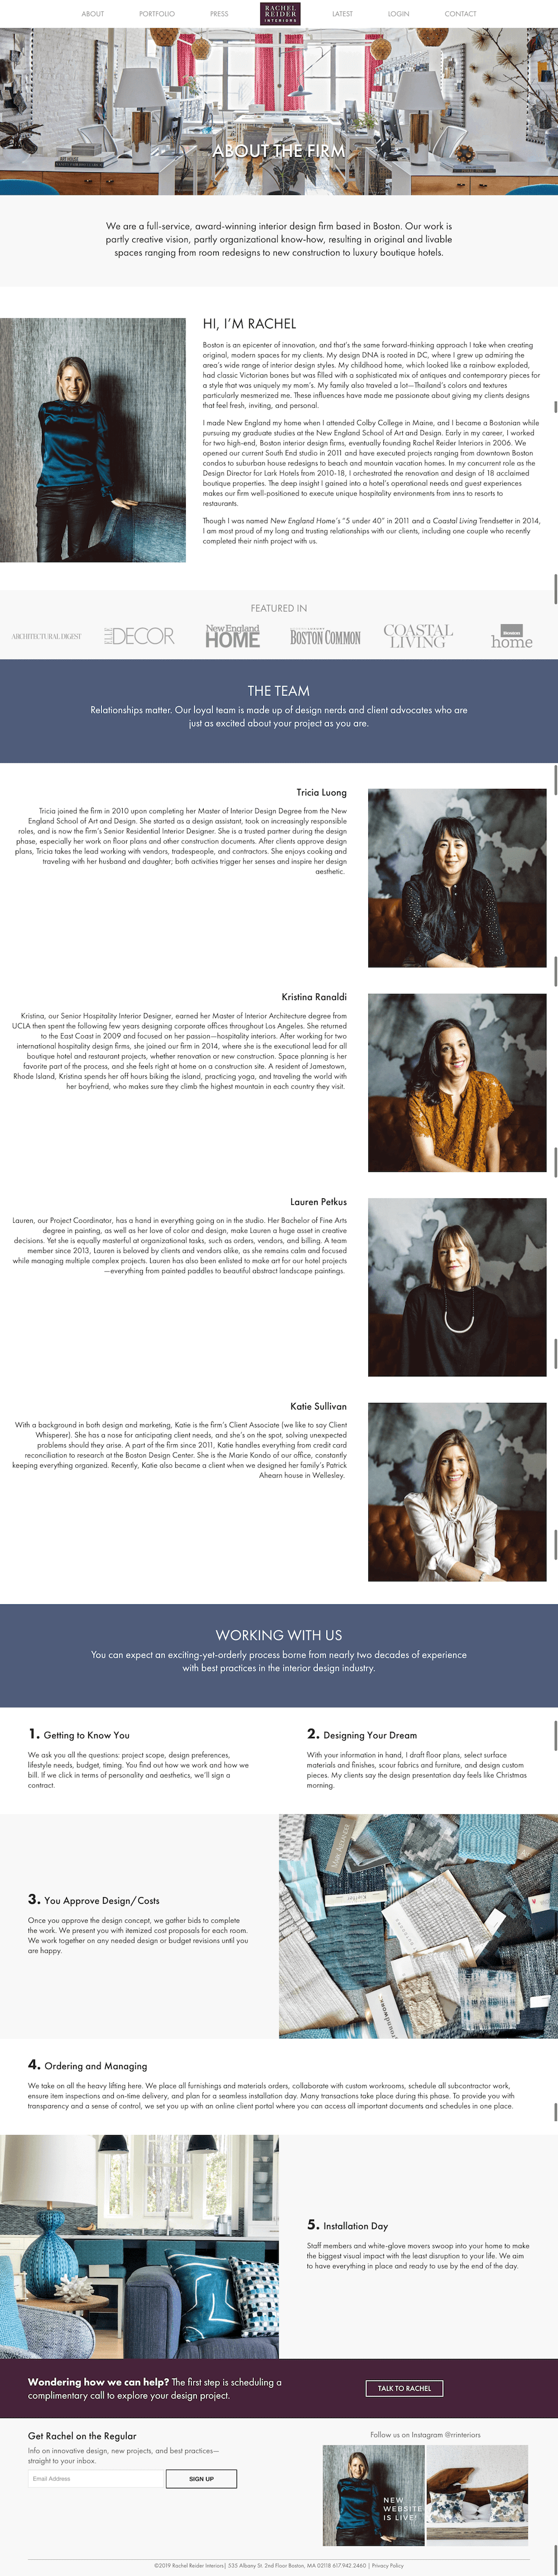 ABOUT
PORTFOLIO
PRESS
RACHEL
REIDER
INTERIORS
LATEST
LOGIN
CONTACT
ABOUT THE FIRM
We are a full-service, award-winning interior design firm based in Boston. Our work is
partly creative vision, partly organizational know-how, resulting in original and livable
spaces ranging from room redesigns to new construction to luxury boutique hotels.
HI, I'M RACHEL
Boston is an epicenter of innovation, and that's the same forward-thinking approach I take when creating
original, modern spaces for my clients. My design DNA is rooted in DC, where I grew up admiring the
area's wide range of interior design styles. My childhood home, which looked like a rainbow exploded,
had classic Victorian bones but was filled with a sophisticated mix of antiques and contemporary pieces for
a style that was uniquely my mom's. My family also traveled a lot—Thailand's colors and textures
particularly mesmerized me. These influences have made me passionate about giving my clients designs
that feel fresh, inviting, and personal.
I made New England my home when I attended Colby College in Maine, and I became a Bostonian while
pursuing my graduate studies at the New England School of Art and Design. Early in my career, I worked
for two high-end, Boston interior design firms, eventually founding Rachel Reider Interiors in 2006. We
opened our current South End studio in 2011 and have executed projects ranging from downtown Boston
condos to suburban house redesigns to beach and mountain vacation homes. In my concurrent role as the
Design Director for Lark Hotels from 2010-18, I orchestrated the renovation and design of 18 acclaimed
boutique properties. The deep insight I gained into a hotel's operational needs and guest experiences
makes our firm well-positioned to execute unique hospitality environments from inns to resorts to
restaurants.
Though I was named New England Home's "5 under 40" in 2011 and a Coastal Living Trendsetter in 2014,
I am most proud of my long and trusting relationships with our clients, including one couple who recently
completed their ninth project with us.
FEATURED IN
ARCHITECTURAL DIGEST
ELLE DECOR
New England
HOME
BOSTON COMMON
COASTAL
LIVING
home
THE TEAM
Relationships matter. Our loyal team is made up of design nerds and client advocates who are
just as excited about your project as you are.
Tricia Luong
Tricia joined the firm in 2010 upon completing her Master of Interior Design Degree from the New
England School of Art and Design. She started as a design assistant, took on increasingly responsible
roles, and is now the firm's Senior Residential Interior Designer. She is a trusted partner during the design
phase, especially her work on floor plans and other construction documents. After clients approve design
plans, Tricia takes the lead working with vendors, tradespeople, and contractors. She enjoys cooking and
traveling with her husband and daughter; both activities trigger her senses and inspire her design
aesthetic.
Kristina Ranaldi
Kristina, our Senior Hospitality Interior Designer, earned her Master of Interior Architecture degree from
UCLA then spent the following few years designing corporate offices throughout Los Angeles. She returned
to the East Coast in 2009 and focused on her passion—hospitality interiors. After working for two
international hospitality design firms, she joined our firm in 2014, where she is the executional lead for all
boutique hotel and restaurant projects, whether renovation or new construction. Space planning is her
favorite part of the process, and she feels right at home on a construction site. A resident of Jamestown,
Rhode Island, Kristina spends her off hours biking the island, practicing yoga, and traveling the world with
her boyfriend, who makes sure they climb the highest mountain in each country they visit.
Lauren Petkus
Lauren, our Project Coordinator, has a hand in everything going on in the studio. Her Bachelor of Fine Arts
degree in painting, as well as her love of color and design, make Lauren a huge asset in creative
decisions. Yet she is equally masterful at organizational tasks, such as orders, vendors, and billing. A team
member since 2013, Lauren is beloved by clients and vendors alike, as she remains calm and focused
while managing multiple complex projects. Lauren has also been enlisted to make art for our hotel projects
—everything from painted paddles to beautiful abstract landscape paintings.
Katie Sullivan
With a background in both design and marketing, Katie is the firm's Client Associate (we like to say Client
Whisperer). She has a nose for anticipating client needs, and she's on the spot, solving unexpected
problems should they arise. A part of the firm since 2011, Katie handles everything from credit card
reconciliation to research at the Boston Design Center. She is the Marie Kondo of our office, constantly
keeping everything organized. Recently, Katie also became a client when we designed her family's Patrick
Ahearn house in Wellesley.
WORKING WITH US
You can expect an exciting-yet-orderly process borne from nearly two decades of experience
with best practices in the interior design industry.
1. Getting to Know You
We ask you all the questions: project scope, design preferences,
lifestyle needs, budget, timing. You find out how we work and how we
bill. If we click in terms of personality and aesthetics, we'll sign a
contract.
2. Designing Your Dream
With your information in hand, I draft floor plans, select surface
materials and finishes, scour fabrics and furniture, and design custom
pieces. My clients say the design presentation day feels like Christmas
morning.
3. You Approve Design/Costs
Once you approve the design concept, we gather bids to complete
the work. We present you with itemized cost proposals for each room.
We work together on any needed design or budget revisions until you
are happy.
4. Ordering and Managing
We take on all the heavy lifting here. We place all furnishings and materials orders, collaborate with custom workrooms, schedule all subcontractor work,
ensure item inspections and on-time delivery, and plan for a seamless installation day. Many transactions take place during this phase. To provide you with
transparency and a sense of control, we set you up with an online client portal where you can access all important documents and schedules in one place.
5. Installation Day
Staff members and white-glove movers swoop into your home to make
the biggest visual impact with the least disruption to your life. We aim
to have everything in place and ready to use by the end of the day.
Wondering how we can help? The first step is scheduling a
complimentary call to explore your design project.
TALK TO RACHEL
Get Rachel on the Regular
Info on innovative design, new projects, and best practices—
straight to your inbox.
Email Address
SIGN UP
Follow us on Instagram @rrinteriors
NEW
WEBSITE
IS LIVE!
©2019 Rachel Reider Interiors| 535 Albany St. 2nd Floor Boston, MA 02118 617.942.2460 | Privacy Policy